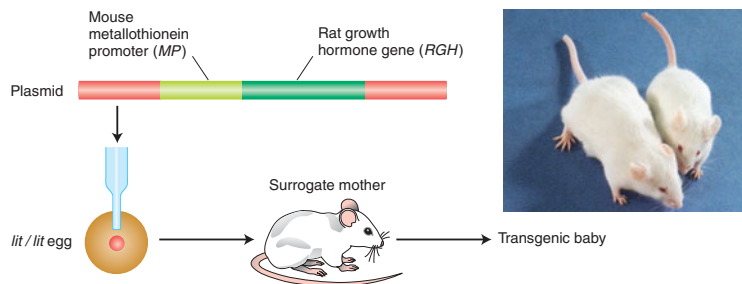 Mouse
metallothionein
promoter (MP)
Rat growth
hormone gene (RGH)
Plasmid
Surrogate mother
lit / lit egg
Transgenic baby